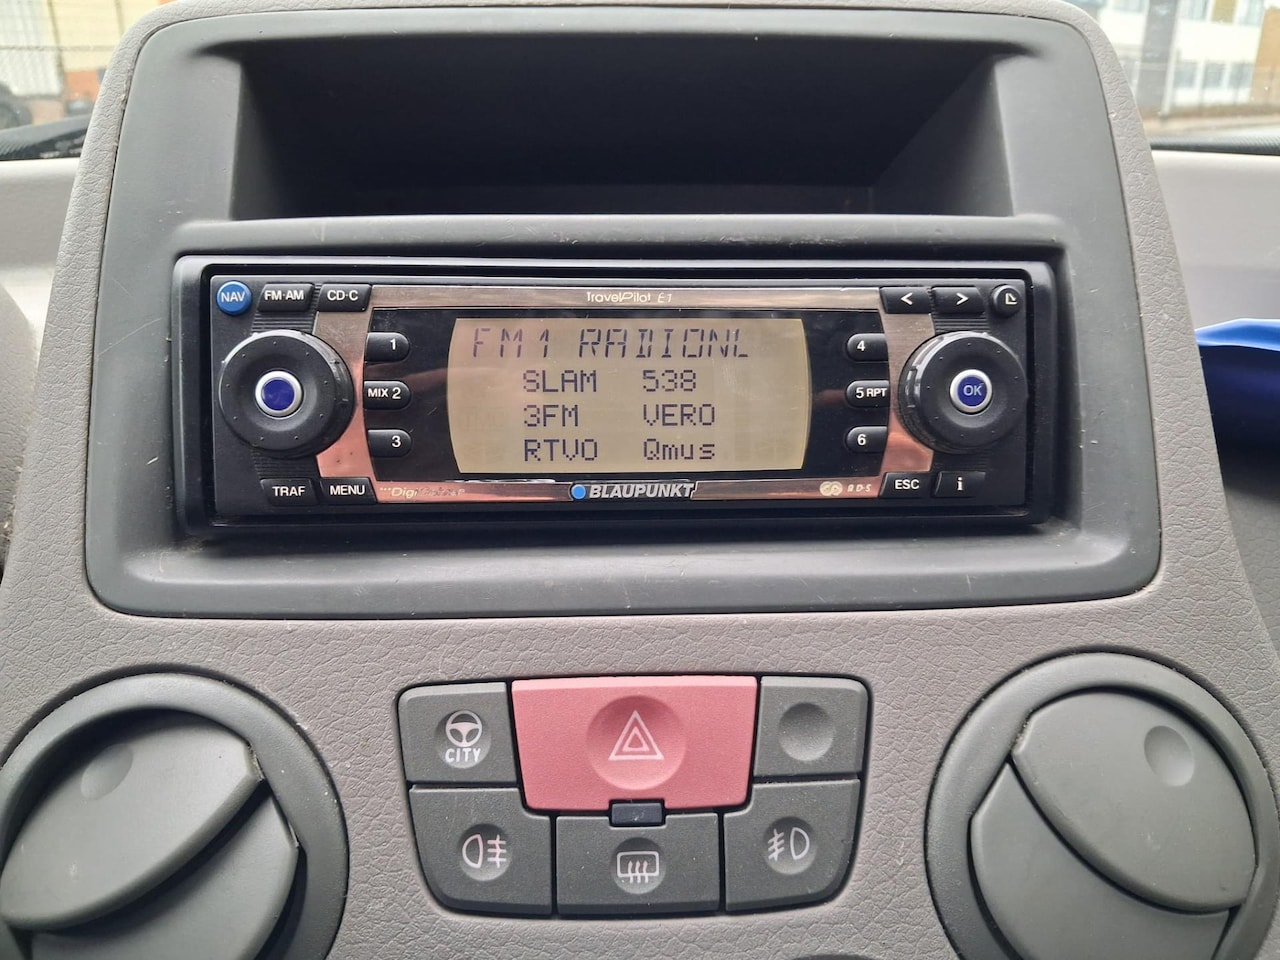 TravelPilot E1
NAV FM·AM CD·C < >
1 FM1 RADIONL 4
MIX 2 SLAM 538 5 RPT OK
3FM VERO
3 RTVO Qmus 6
TRAF MENU BLAUPUNKT R·D·S ESC i
CITY